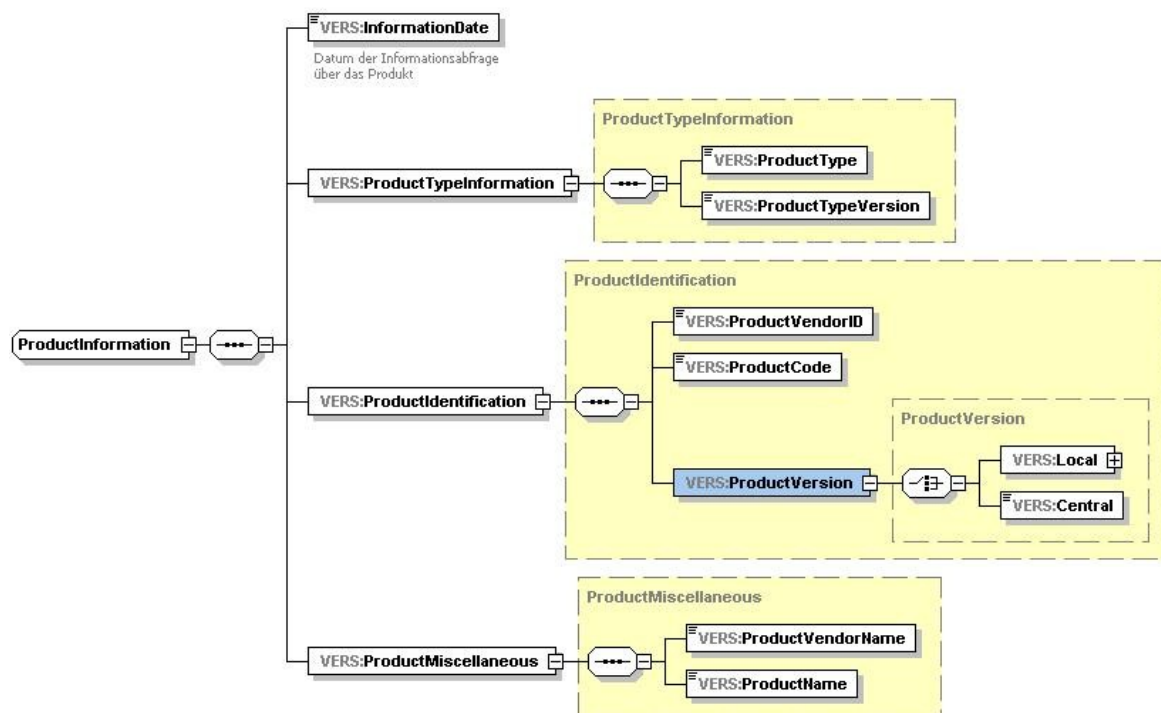 VERS:InformationDate
Datum der Informationsabfrage
über das Produkt
ProductTypeInformation
VERS:ProductType
VERS:ProductTypeInformation
VERS:ProductTypeVersion
ProductIdentification
VERS:ProductVendorID
ProductInformation
VERS:ProductCode
VERS:ProductIdentification
ProductVersion
VERS:Local
VERS:ProductVersion
VERS:Central
ProductMiscellaneous
VERS:ProductVendorName
VERS:ProductMiscellaneous
VERS:ProductName